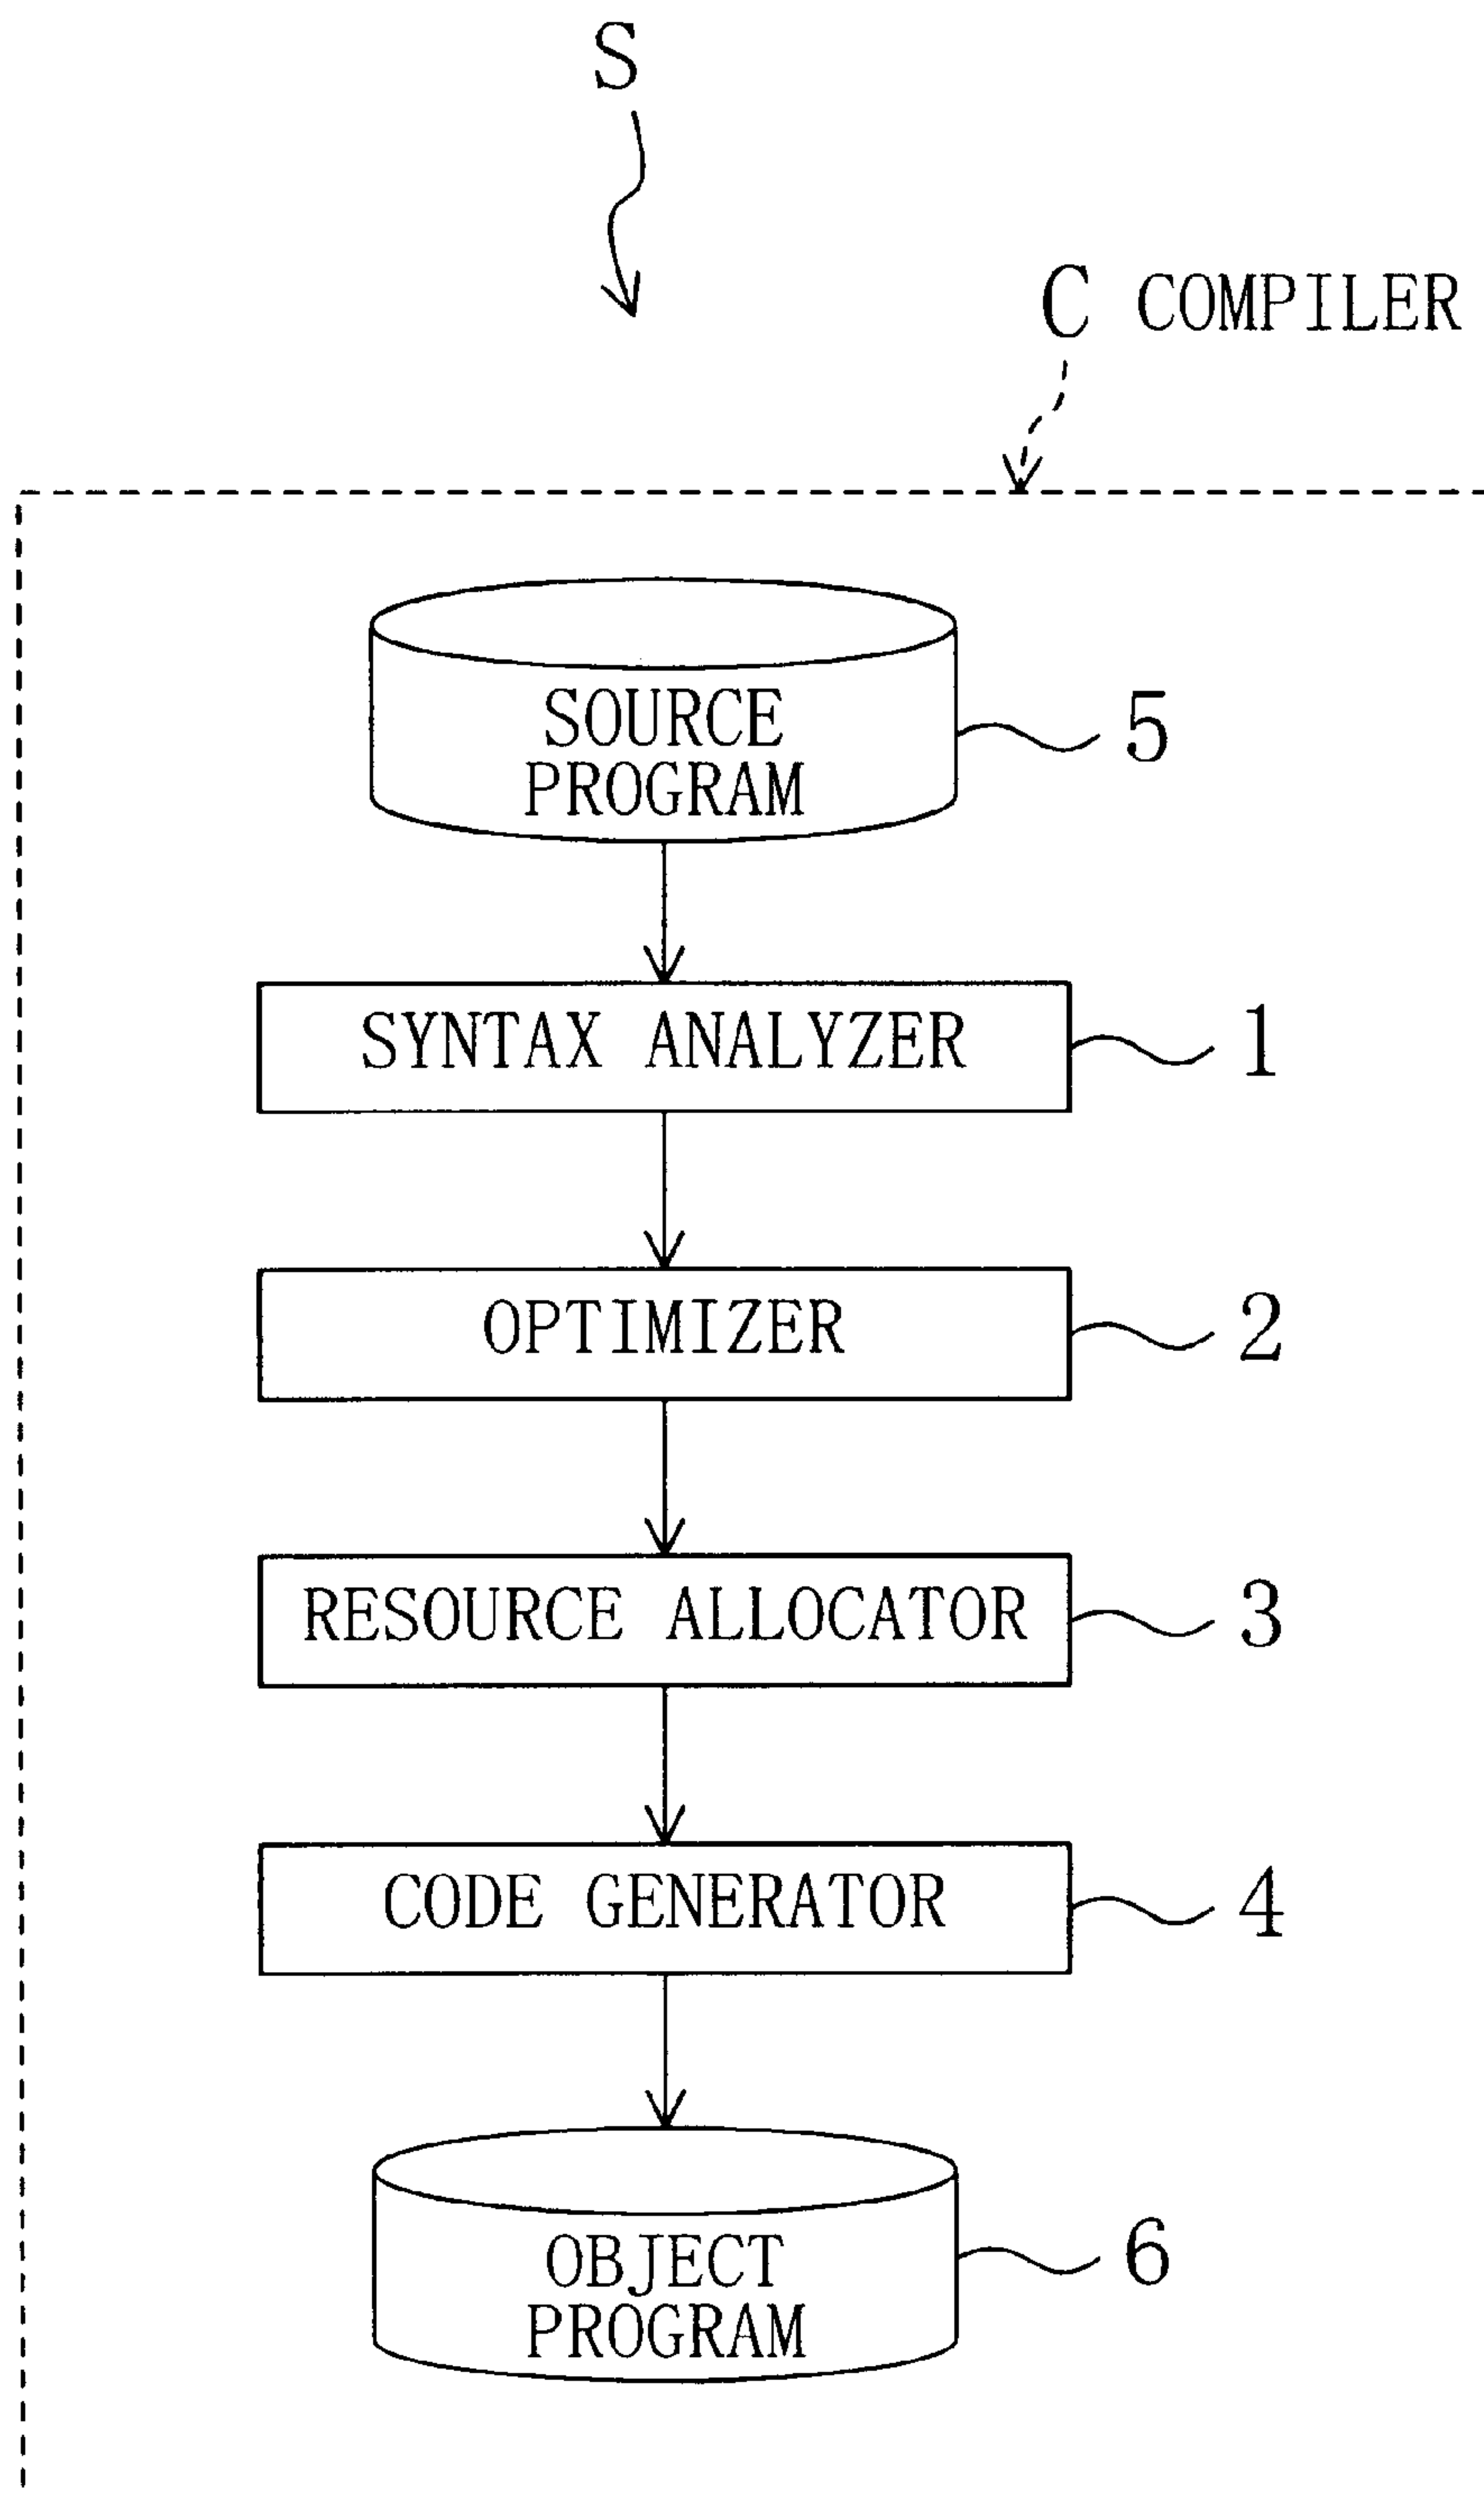 S
C COMPILER
SOURCE
PROGRAM
5
SYNTAX ANALYZER
1
OPTIMIZER
2
RESOURCE ALLOCATOR
3
CODE GENERATOR
4
OBJECT
PROGRAM
6